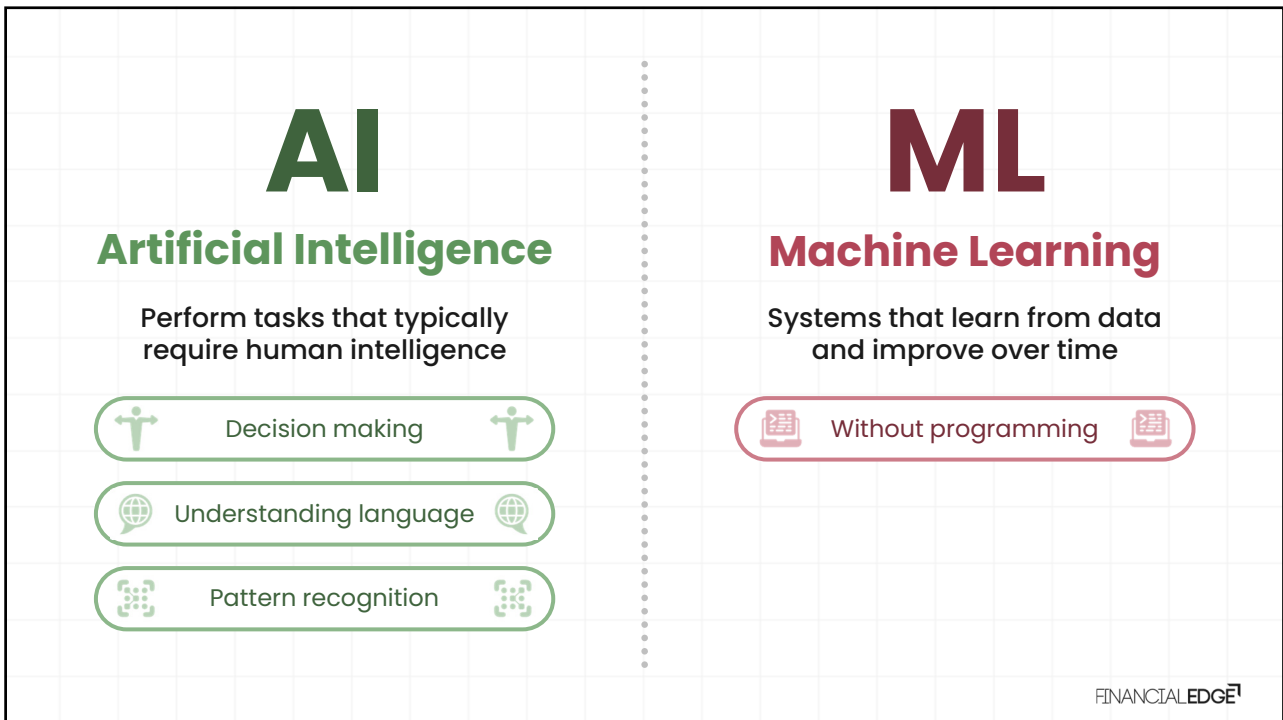 AI
Artificial Intelligence
Perform tasks that typically
require human intelligence
Decision making
Understanding language
Pattern recognition
ML
Machine Learning
Systems that learn from data
and improve over time
Without programming
FINANCIALEDGE